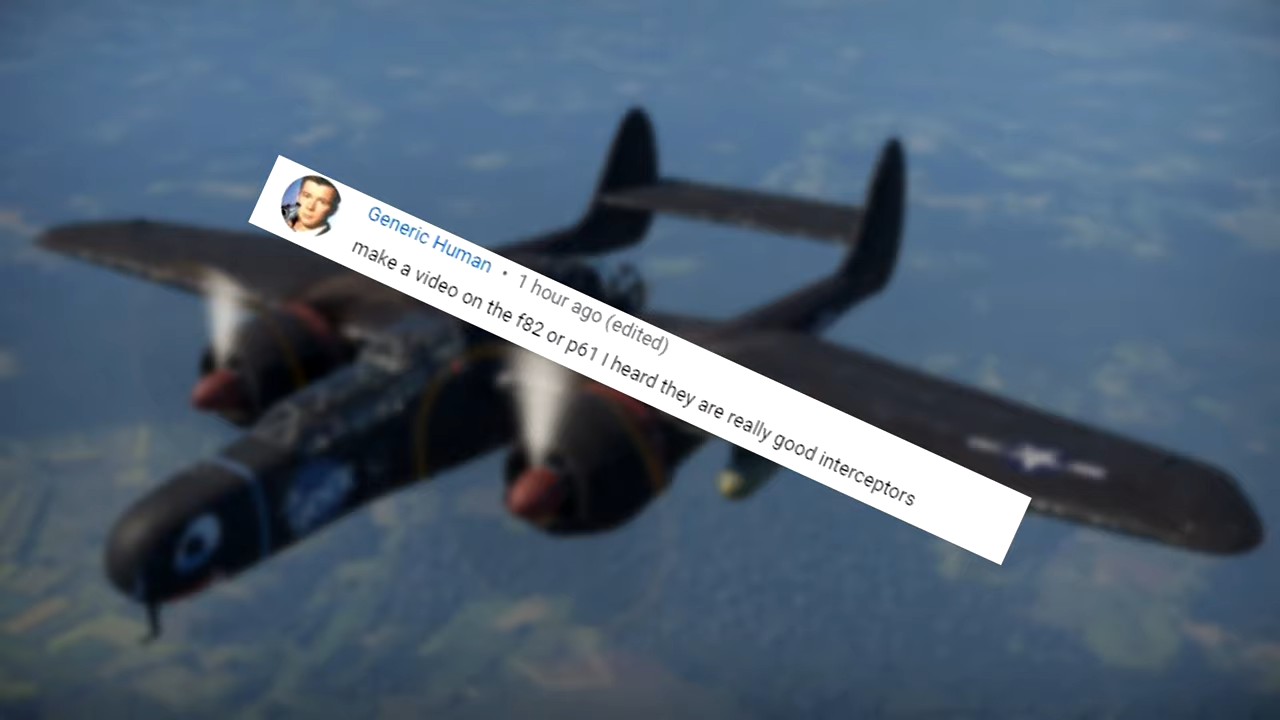 Generic Human • 1 hour ago (edited)
make a video on the f82 or p61 I heard they are really good interceptors